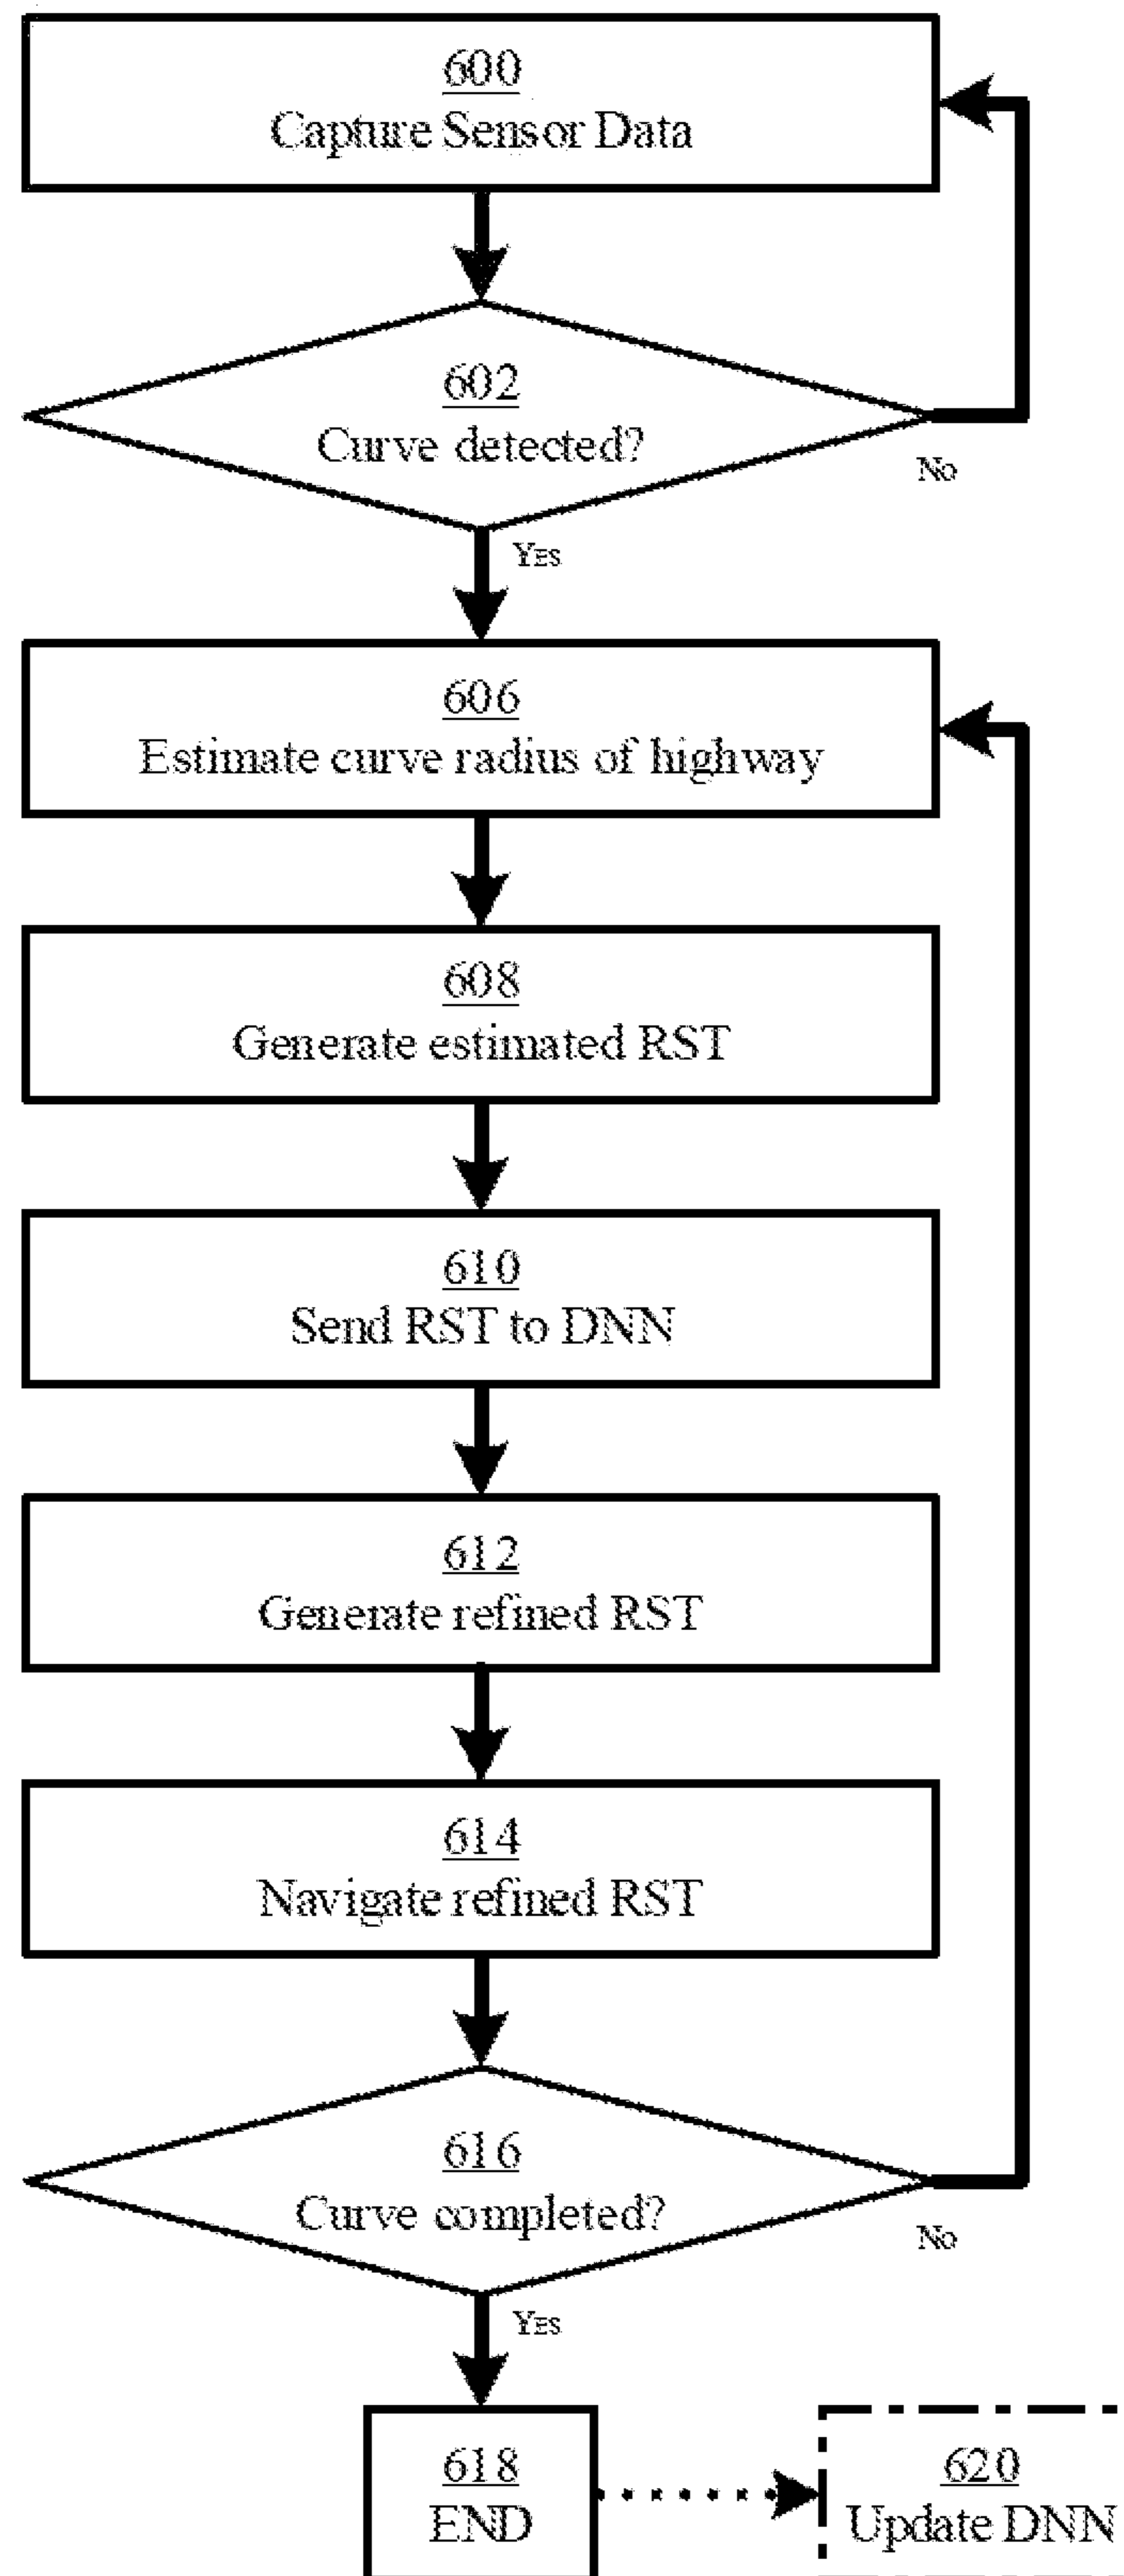 600
Capture Sensor Data
602
Curve detected?
No
YES
606
Estimate curve radius of highway
608
Generate estimated RST
610
Send RST to DNN
612
Generate refined RST
614
Navigate refined RST
616
Curve completed?
No
YES
618
END
620
Update DNN